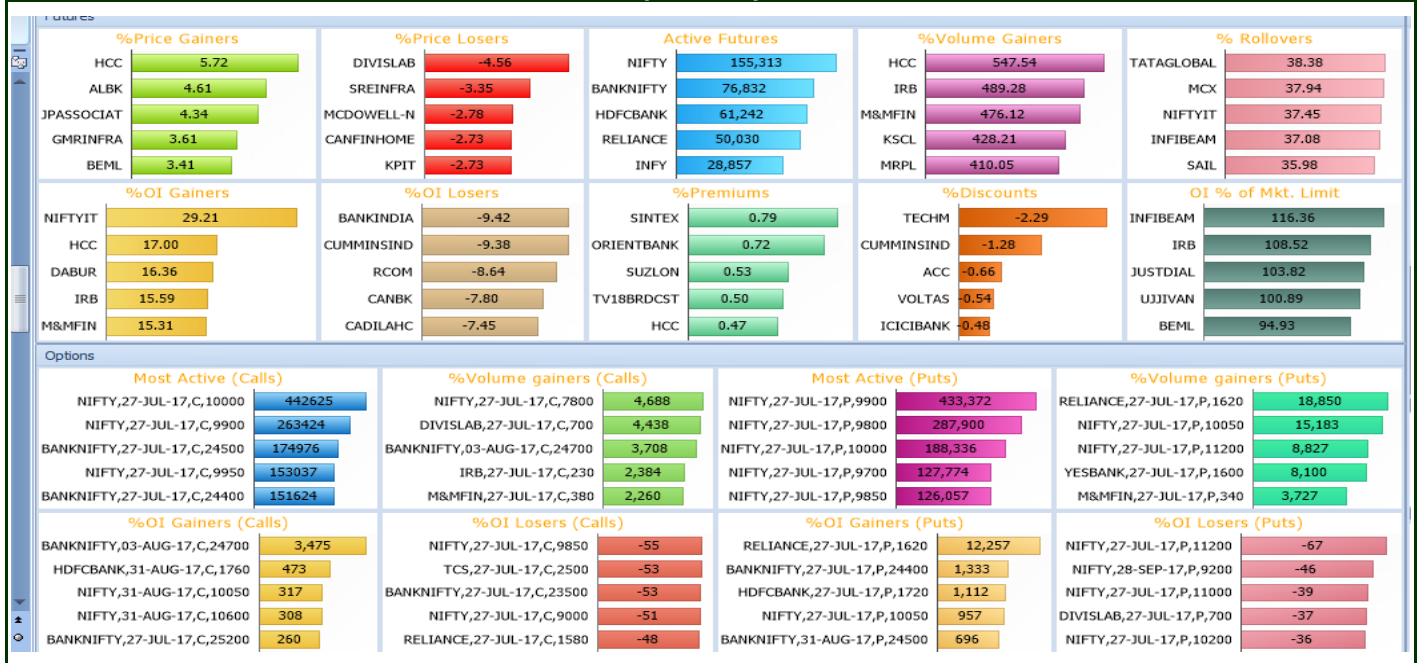 Futures
%Price Gainers
HCC 5.72
ALBK 4.61
JPASSOCIAT 4.34
GMRINFRA 3.61
BEML 3.41
%Price Losers
DIVISLAB -4.56
SREINFRA -3.35
MCDOWELL-N -2.78
CANFINHOME -2.73
KPIT -2.73
Active Futures
NIFTY 155,313
BANKNIFTY 76,832
HDFCBANK 61,242
RELIANCE 50,030
INFY 28,857
%Volume Gainers
HCC 547.54
IRB 489.28
M&MFIN 476.12
KSCL 428.21
MRPL 410.05
% Rollovers
TATAGLOBAL 38.38
MCX 37.94
NIFTYIT 37.45
INFIBEAM 37.08
SAIL 35.98
%OI Gainers
NIFTYIT 29.21
HCC 17.00
DABUR 16.36
IRB 15.59
M&MFIN 15.31
%OI Losers
BANKINDIA -9.42
CUMMINSIND -9.38
RCOM -8.64
CANBK -7.80
CADILAHC -7.45
%Premiums
SINTEX 0.79
ORIENTBANK 0.72
SUZLON 0.53
TV18BRDCST 0.50
HCC 0.47
%Discounts
TECHM -2.29
CUMMINSIND -1.28
ACC -0.66
VOLTAS -0.54
ICICIBANK -0.48
OI % of Mkt. Limit
INFIBEAM 116.36
IRB 108.52
JUSTDIAL 103.82
UJJIVAN 100.89
BEML 94.93
Options
Most Active (Calls)
NIFTY,27-JUL-17,C,10000 442625
NIFTY,27-JUL-17,C,9900 263424
BANKNIFTY,27-JUL-17,C,24500 174976
NIFTY,27-JUL-17,C,9950 153037
BANKNIFTY,27-JUL-17,C,24400 151624
%Volume gainers (Calls)
NIFTY,27-JUL-17,C,7800 4,688
DIVISLAB,27-JUL-17,C,700 4,438
BANKNIFTY,03-AUG-17,C,24700 3,708
IRB,27-JUL-17,C,230 2,384
M&MFIN,27-JUL-17,C,380 2,260
Most Active (Puts)
NIFTY,27-JUL-17,P,9900 433,372
NIFTY,27-JUL-17,P,9800 287,900
NIFTY,27-JUL-17,P,10000 188,336
NIFTY,27-JUL-17,P,9700 127,774
NIFTY,27-JUL-17,P,9850 126,057
%Volume gainers (Puts)
RELIANCE,27-JUL-17,P,1620 18,850
NIFTY,27-JUL-17,P,10050 15,183
NIFTY,27-JUL-17,P,11200 8,827
YESBANK,27-JUL-17,P,1600 8,100
M&MFIN,27-JUL-17,P,340 3,727
%OI Gainers (Calls)
BANKNIFTY,03-AUG-17,C,24700 3,475
HDFCBANK,31-AUG-17,C,1760 473
NIFTY,31-AUG-17,C,10050 317
NIFTY,31-AUG-17,C,10600 308
BANKNIFTY,27-JUL-17,C,25200 260
%OI Losers (Calls)
NIFTY,27-JUL-17,C,9850 -55
TCS,27-JUL-17,C,2500 -53
BANKNIFTY,27-JUL-17,C,23500 -53
NIFTY,27-JUL-17,C,9000 -51
RELIANCE,27-JUL-17,C,1580 -48
%OI Gainers (Puts)
RELIANCE,27-JUL-17,P,1620 12,257
BANKNIFTY,27-JUL-17,P,24400 1,333
HDFCBANK,27-JUL-17,P,1720 1,112
NIFTY,27-JUL-17,P,10050 957
BANKNIFTY,31-AUG-17,P,24500 696
%OI Losers (Puts)
NIFTY,27-JUL-17,P,11200 -67
NIFTY,28-SEP-17,P,9200 -46
NIFTY,27-JUL-17,P,11000 -39
DIVISLAB,27-JUL-17,P,700 -37
NIFTY,27-JUL-17,P,10200 -36